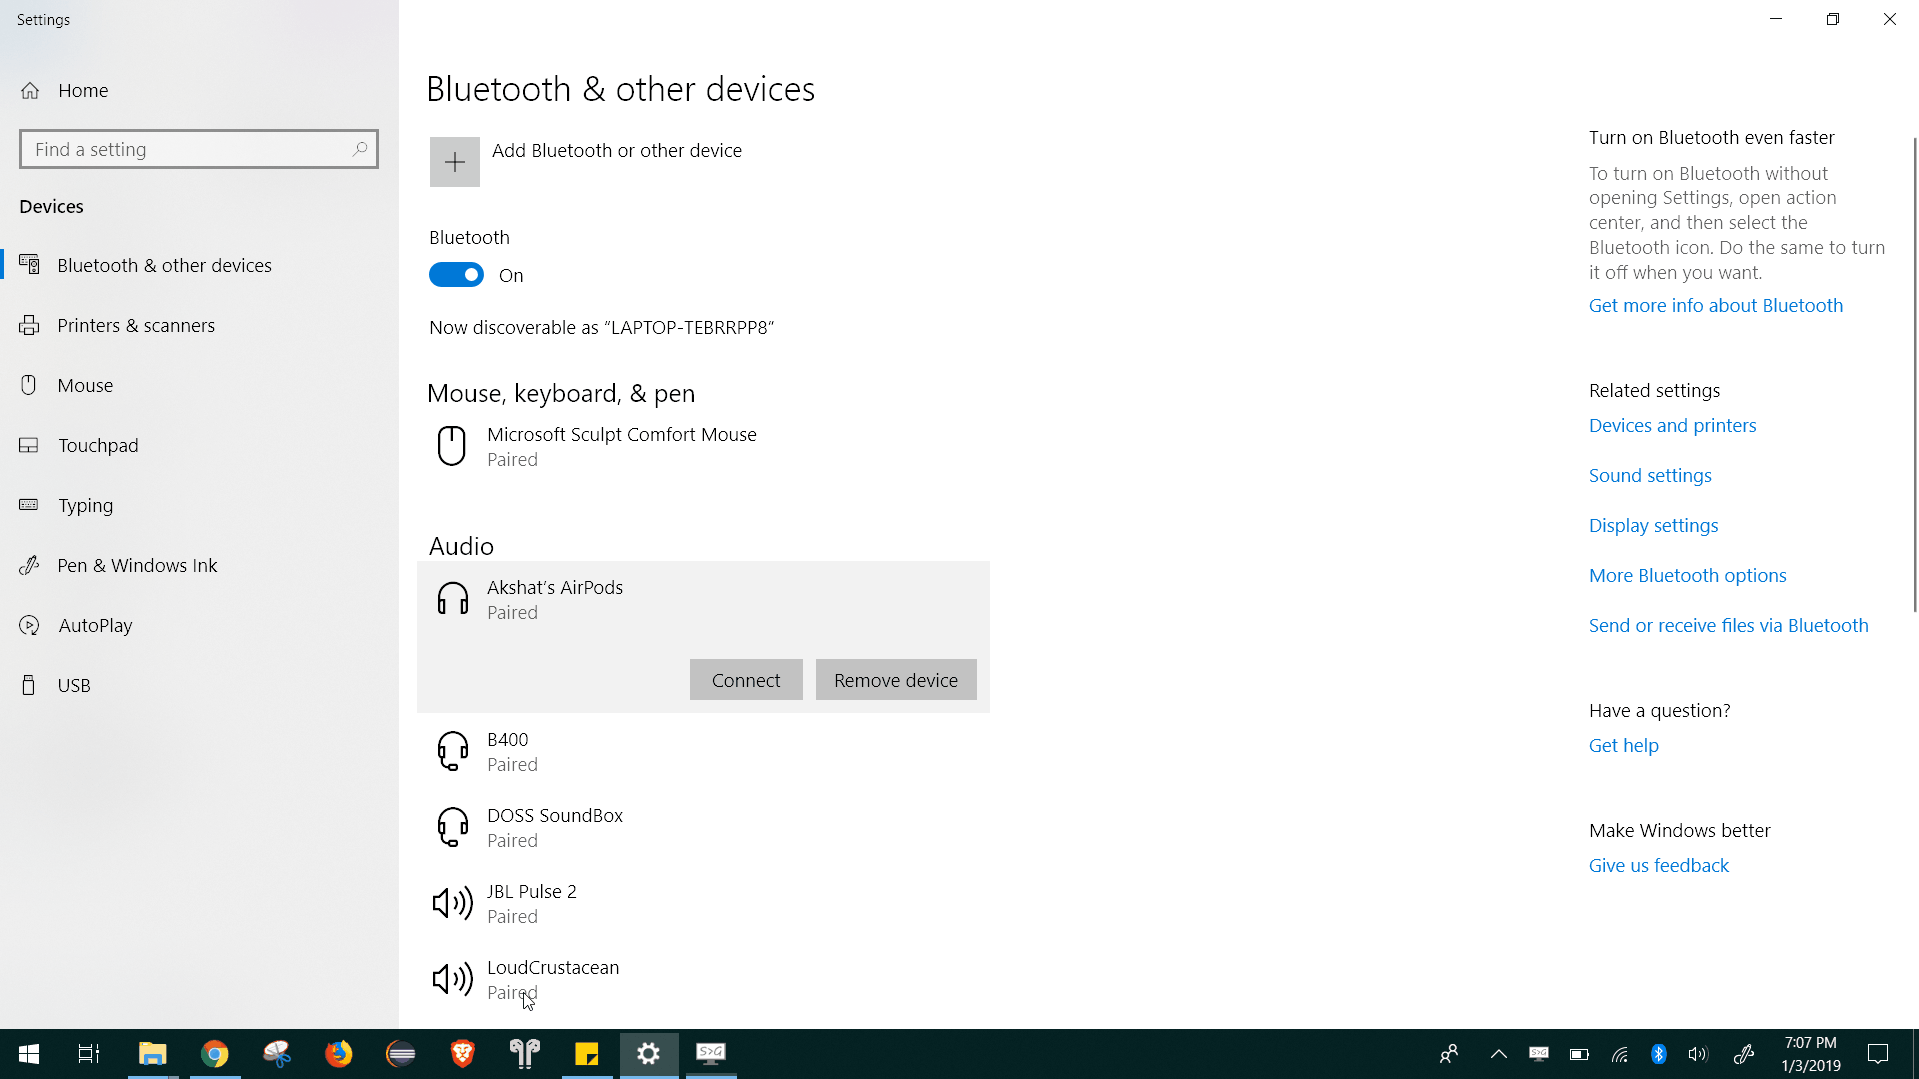 Settings
Home
Find a setting
Devices
Bluetooth & other devices
Printers & scanners
Mouse
Touchpad
Typing
Pen & Windows Ink
AutoPlay
USB
Bluetooth & other devices
Add Bluetooth or other device
Bluetooth
On
Now discoverable as “LAPTOP-TEBRRPP8”
Mouse, keyboard, & pen
Microsoft Sculpt Comfort Mouse
Paired
Audio
Akshat’s AirPods
Paired
Connect
Remove device
B400
Paired
DOSS SoundBox
Paired
JBL Pulse 2
Paired
LoudCrustacean
Paired
Turn on Bluetooth even faster
To turn on Bluetooth without
opening Settings, open action
center, and then select the
Bluetooth icon. Do the same to turn
it off when you want.
Get more info about Bluetooth
Related settings
Devices and printers
Sound settings
Display settings
More Bluetooth options
Send or receive files via Bluetooth
Have a question?
Get help
Make Windows better
Give us feedback
S>G
S>G
7:07 PM
1/3/2019